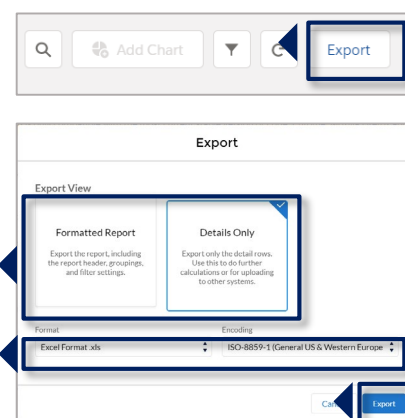 Add Chart
Export
Export
Export View
Formatted Report
Details Only
Export the report, including
the report header, groupings,
and filter settings.
Export only the detail rows.
Use this to do further
calculations or for uploading
to other systems.
Format
Encoding
Excel Format .xls
ISO-8859-1 (General US & Western Europe
Export